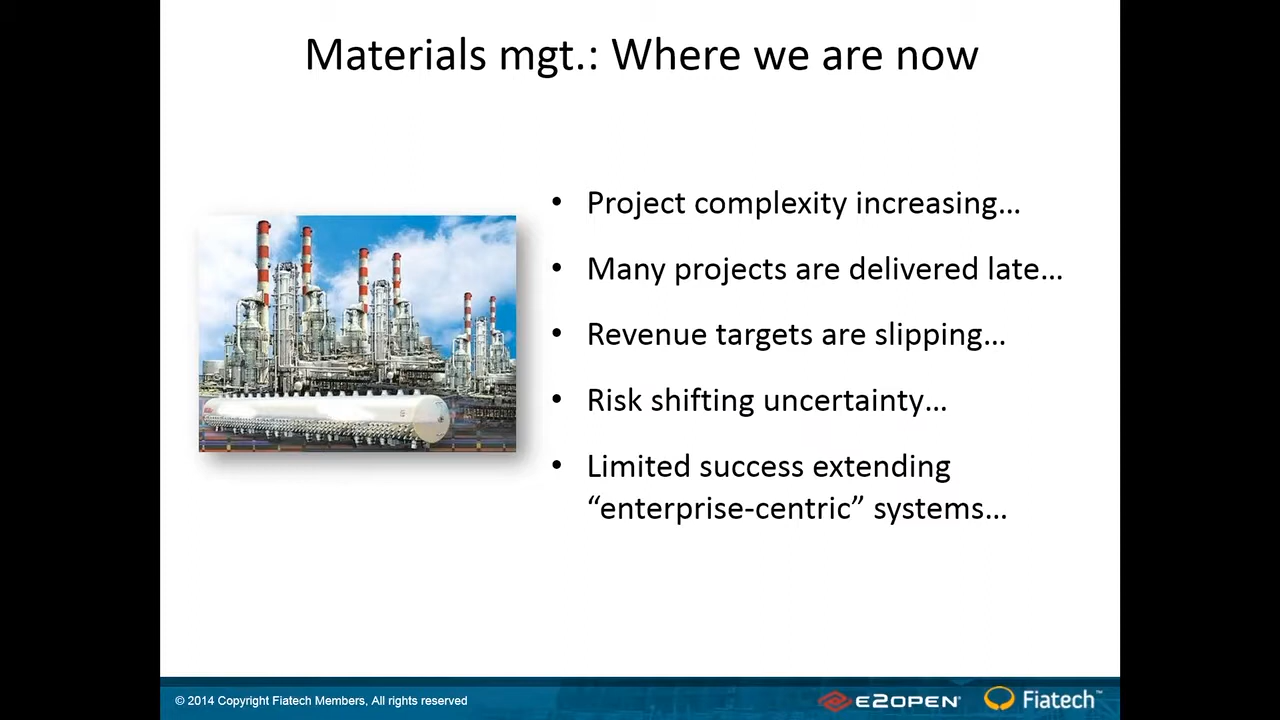 Materials mgt.: Where we are now
• Project complexity increasing…
• Many projects are delivered late…
• Revenue targets are slipping…
• Risk shifting uncertainty…
• Limited success extending
“enterprise-centric” systems…
© 2014 Copyright Fiatech Members, All rights reserved
E2OPEN
Fiatech™